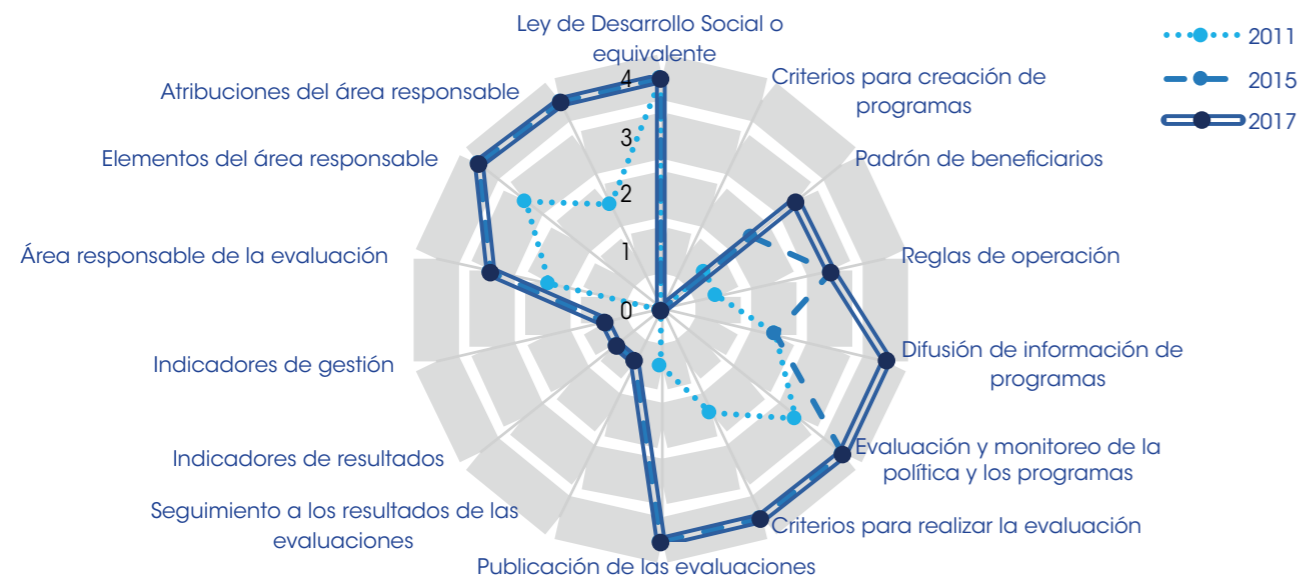 Ley de Desarrollo Social o
equivalente
Criterios para creación de
programas
Padrón de beneficiarios
Reglas de operación
Difusión de información de
programas
Evaluación y monitoreo de la
política y los programas
Criterios para realizar la evaluación
Publicación de las evaluaciones
Seguimiento a los resultados de las
evaluaciones
Indicadores de resultados
Indicadores de gestión
Área responsable de la evaluación
Elementos del área responsable
Atribuciones del área responsable
4
3
2
1
0
2011
2015
2017